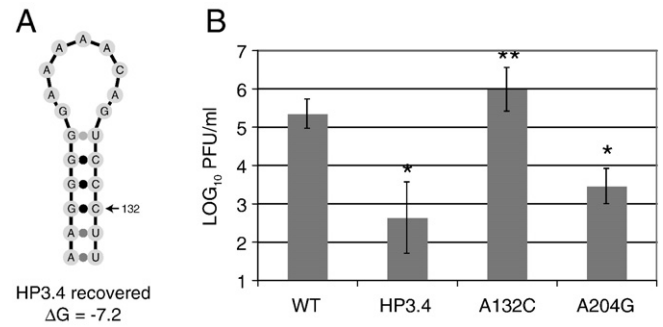 A
A A A A C A G
A A G
G U
G C
G C
G C ←132
A U
A U
HP3.4 recovered
ΔG = -7.2
B
LOG10 PFU/ml
7
6
5
4
3
2
1
*
**
*
WT HP3.4 A132C A204G